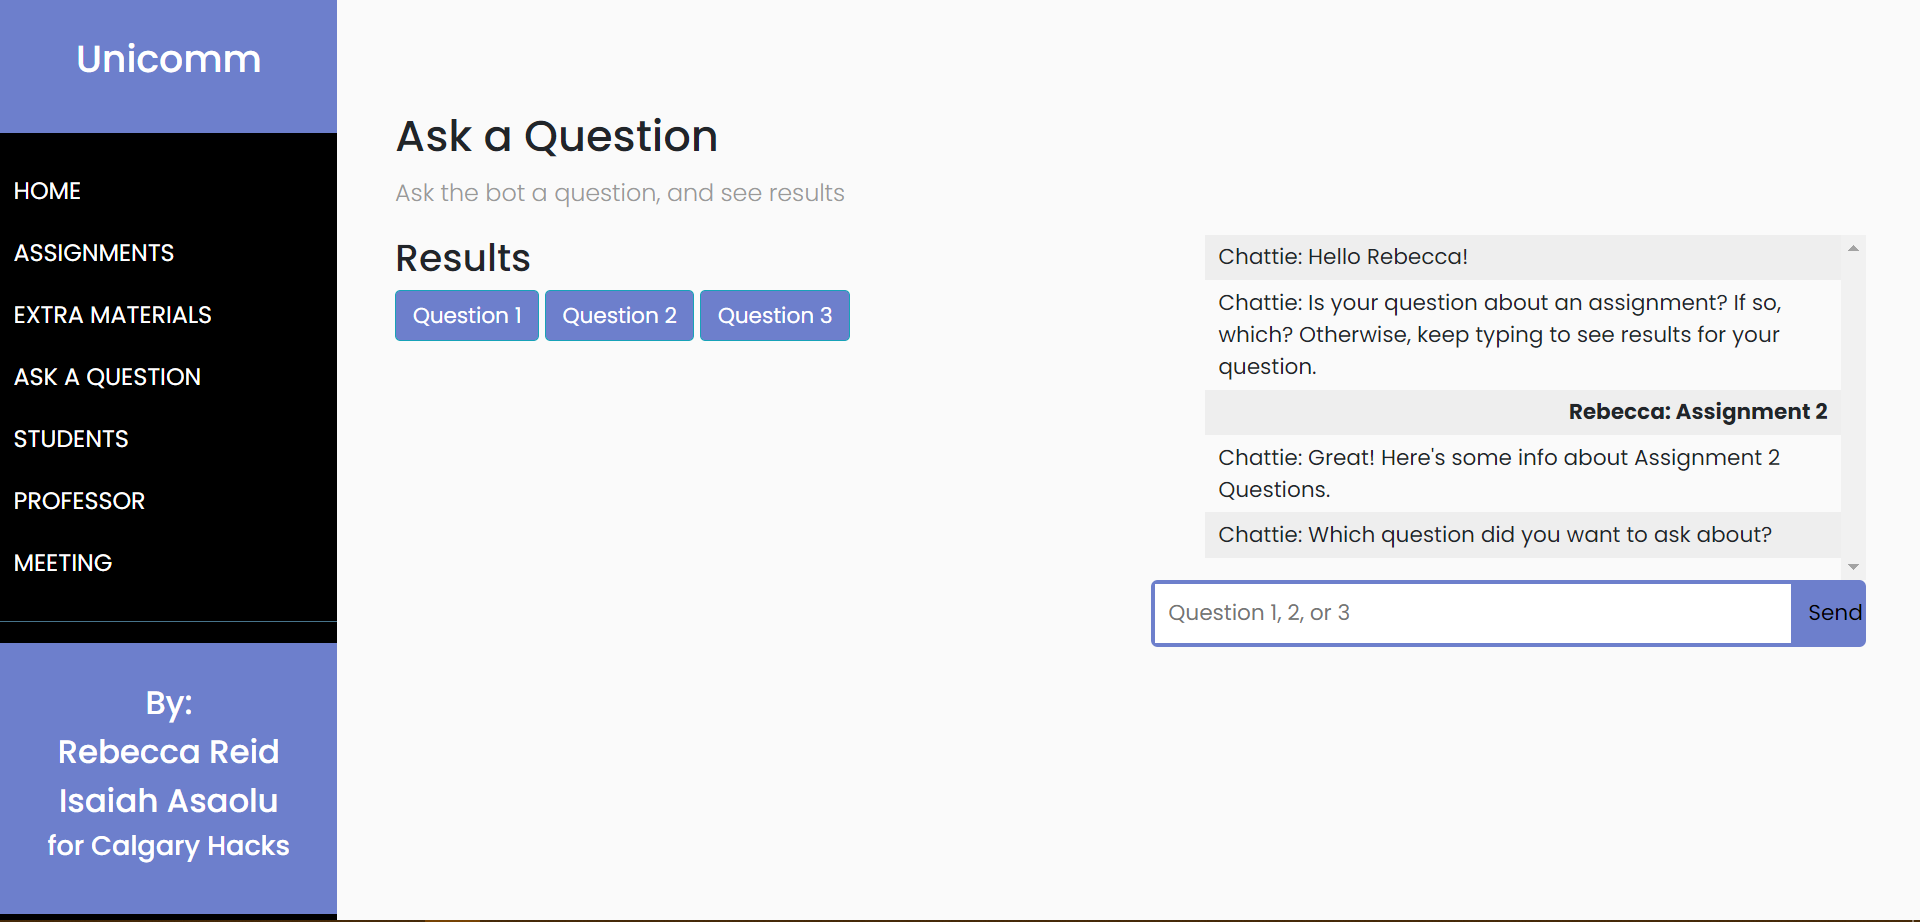 Unicomm
HOME
ASSIGNMENTS
EXTRA MATERIALS
ASK A QUESTION
STUDENTS
PROFESSOR
MEETING
By:
Rebecca Reid
Isaiah Asaolu
for Calgary Hacks
Ask a Question
Ask the bot a question, and see results
Results
Question 1 Question 2 Question 3
Chattie: Hello Rebecca!
Chattie: Is your question about an assignment? If so,
which? Otherwise, keep typing to see results for your
question.
Rebecca: Assignment 2
Chattie: Great! Here's some info about Assignment 2
Questions.
Chattie: Which question did you want to ask about?
Question 1, 2, or 3 Send